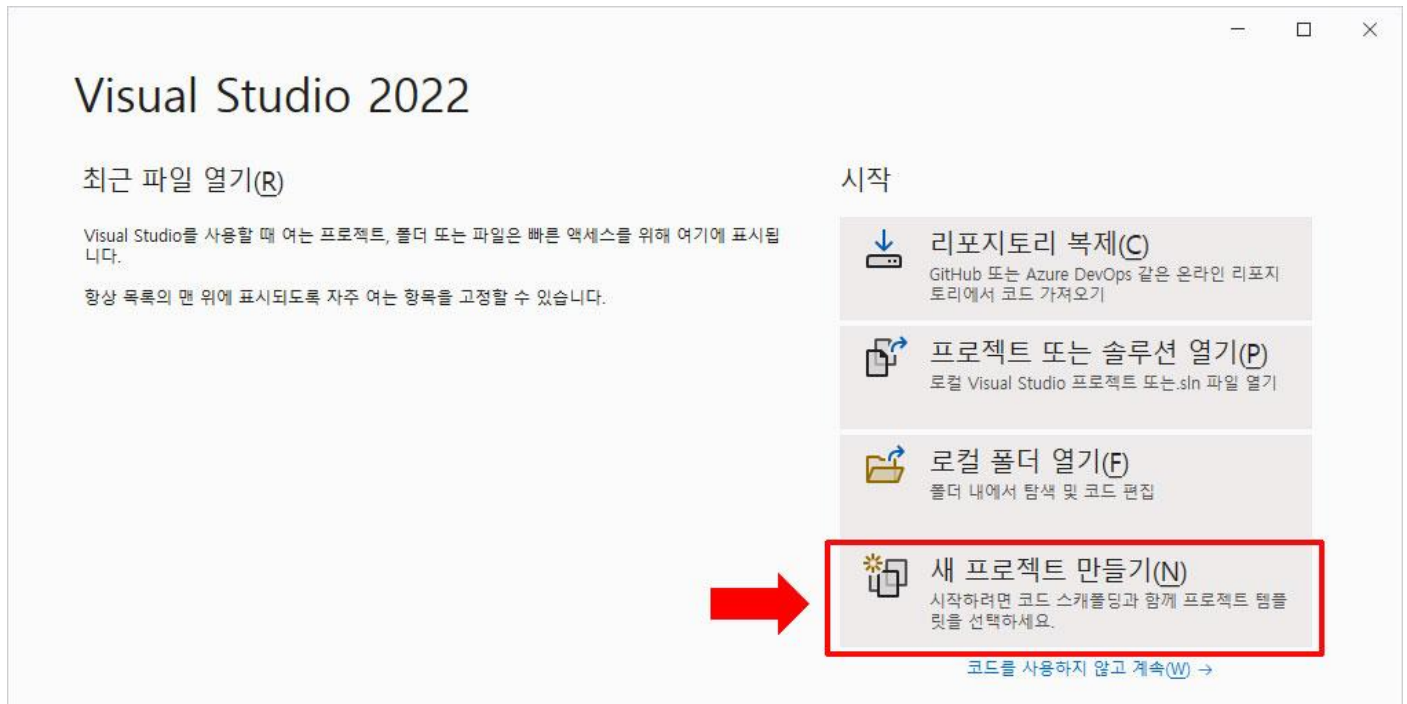 Visual Studio 2022
최근 파일 열기(R)
Visual Studio를 사용할 때 여는 프로젝트, 폴더 또는 파일은 빠른 액세스를 위해 여기에 표시됩
니다.
항상 목록의 맨 위에 표시되도록 자주 여는 항목을 고정할 수 있습니다.
시작
리포지토리 복제(C)
GitHub 또는 Azure DevOps 같은 온라인 리포지
토리에서 코드 가져오기
프로젝트 또는 솔루션 열기(P)
로컬 Visual Studio 프로젝트 또는.sln 파일 열기
로컬 폴더 열기(F)
폴더 내에서 탐색 및 코드 편집
새 프로젝트 만들기(N)
시작하려면 코드 스캐폴딩과 함께 프로젝트 템플
릿을 선택하세요.
코드를 사용하지 않고 계속(W) →